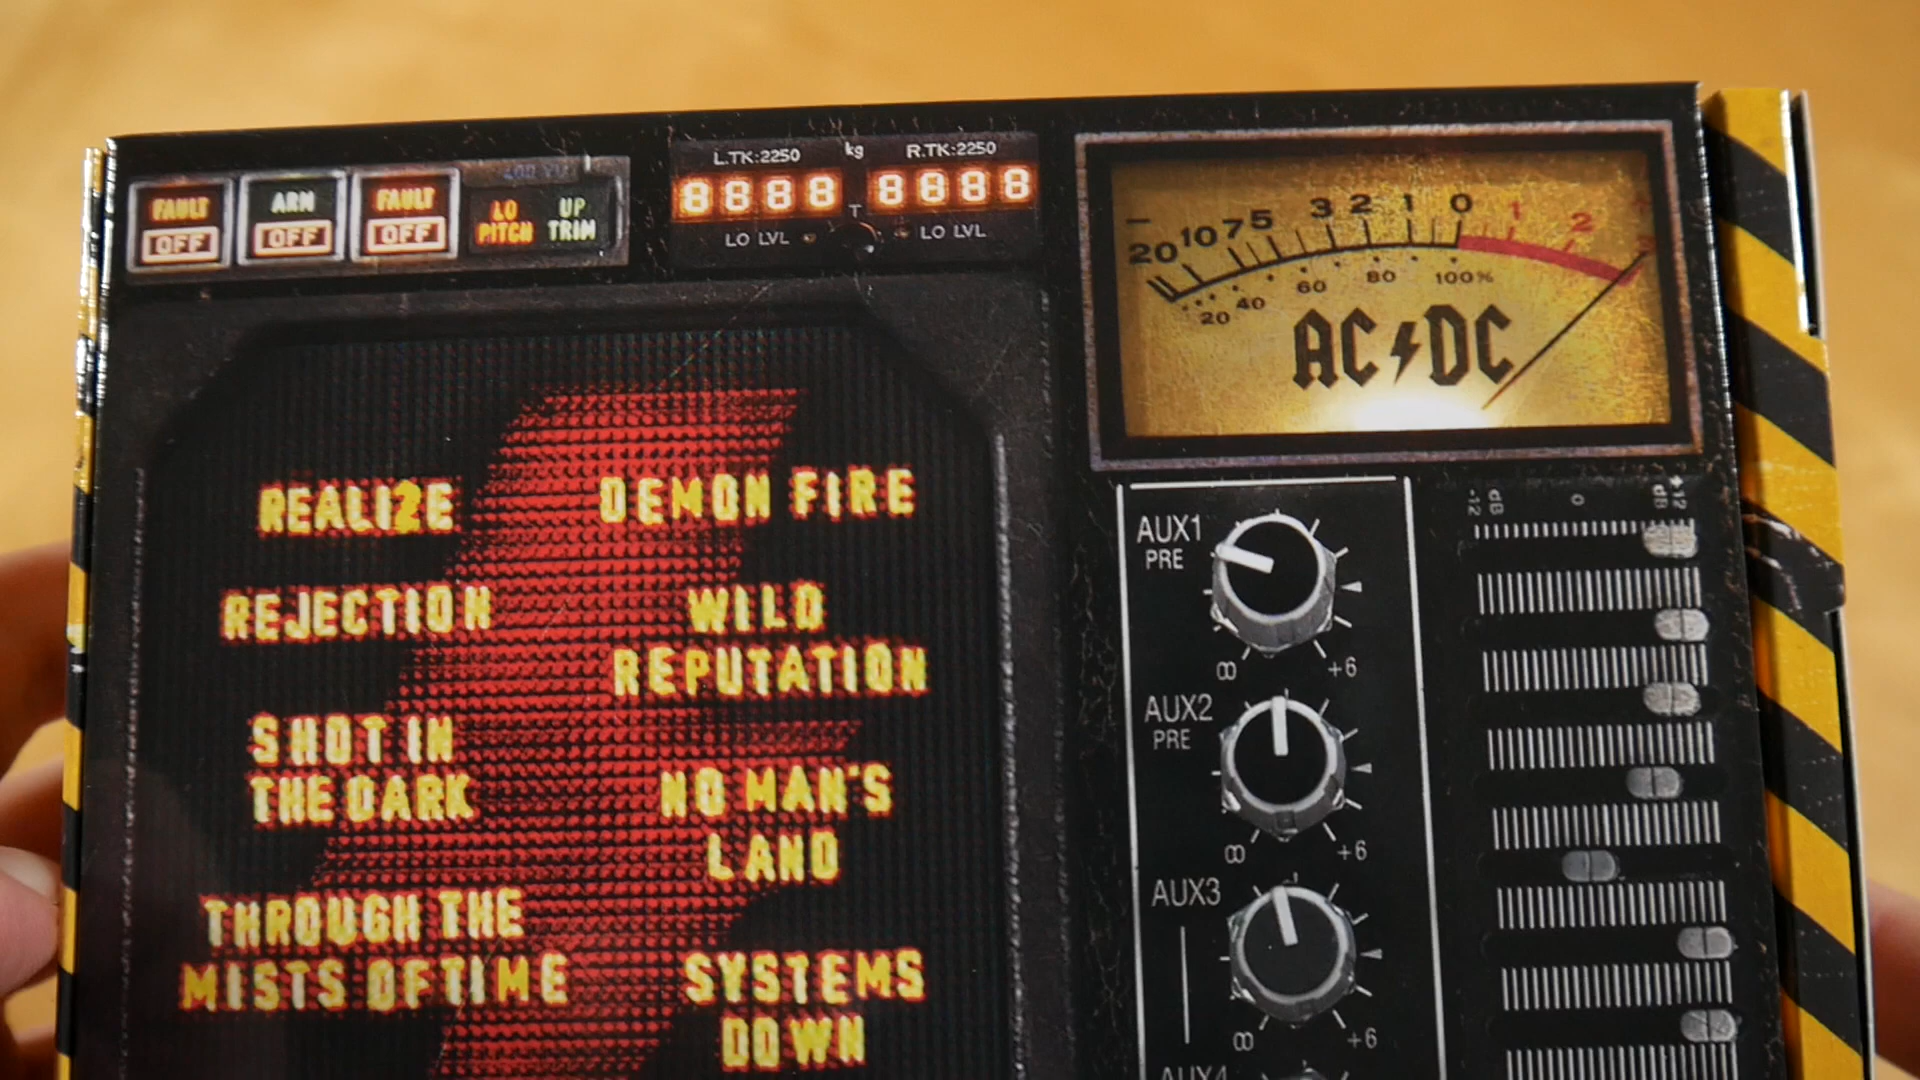 FAULT
OFF
ARM
OFF
FAULT
OFF
LO
PITCH
UP
TRIM
L.TK:2250 kg R.TK:2250
8888 8888
T
LO LVL LO LVL
REALIZE
REJECTION
SHOT IN
THE DARK
THROUGH THE
MISTS OF TIME
DEMON FIRE
WILD
REPUTATION
NO MAN'S
LAND
SYSTEMS
DOWN
- 20 10 7 5 3 2 1 0 1 2 3
20 40 60 80 100%
AC DC
AUX1
PRE
∞ +6
AUX2
PRE
∞ +6
AUX3
∞ +6
AUX4
-12 dB 0 +12 dB